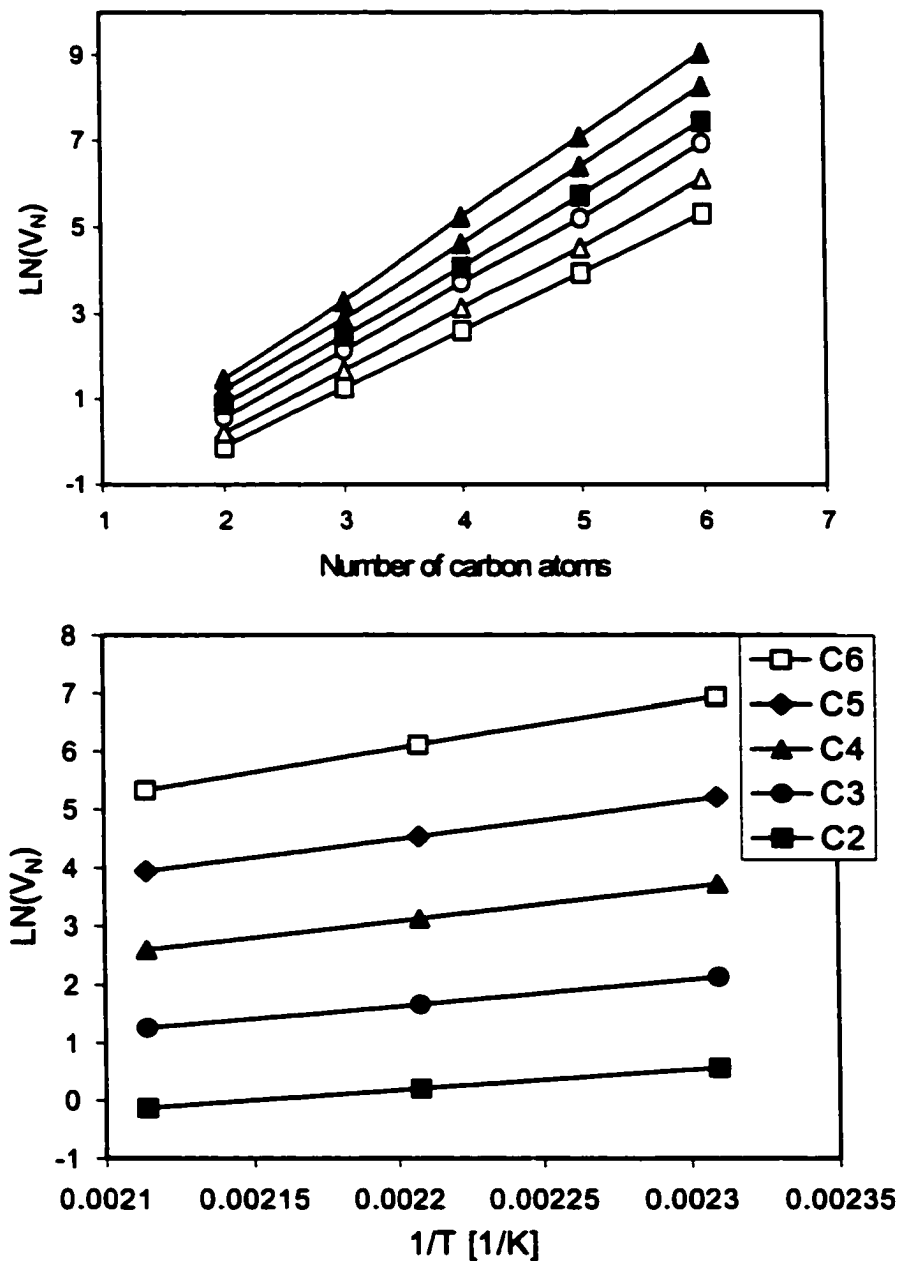 9
7
5
3
1
-1
LN(V_N)
1 2 3 4 5 6 7
Number of carbon atoms
8
7
6
5
4
3
2
1
0
-1
LN(V_N)
C6
C5
C4
C3
C2
0.0021 0.00215 0.0022 0.00225 0.0023 0.00235
1/T [1/K]